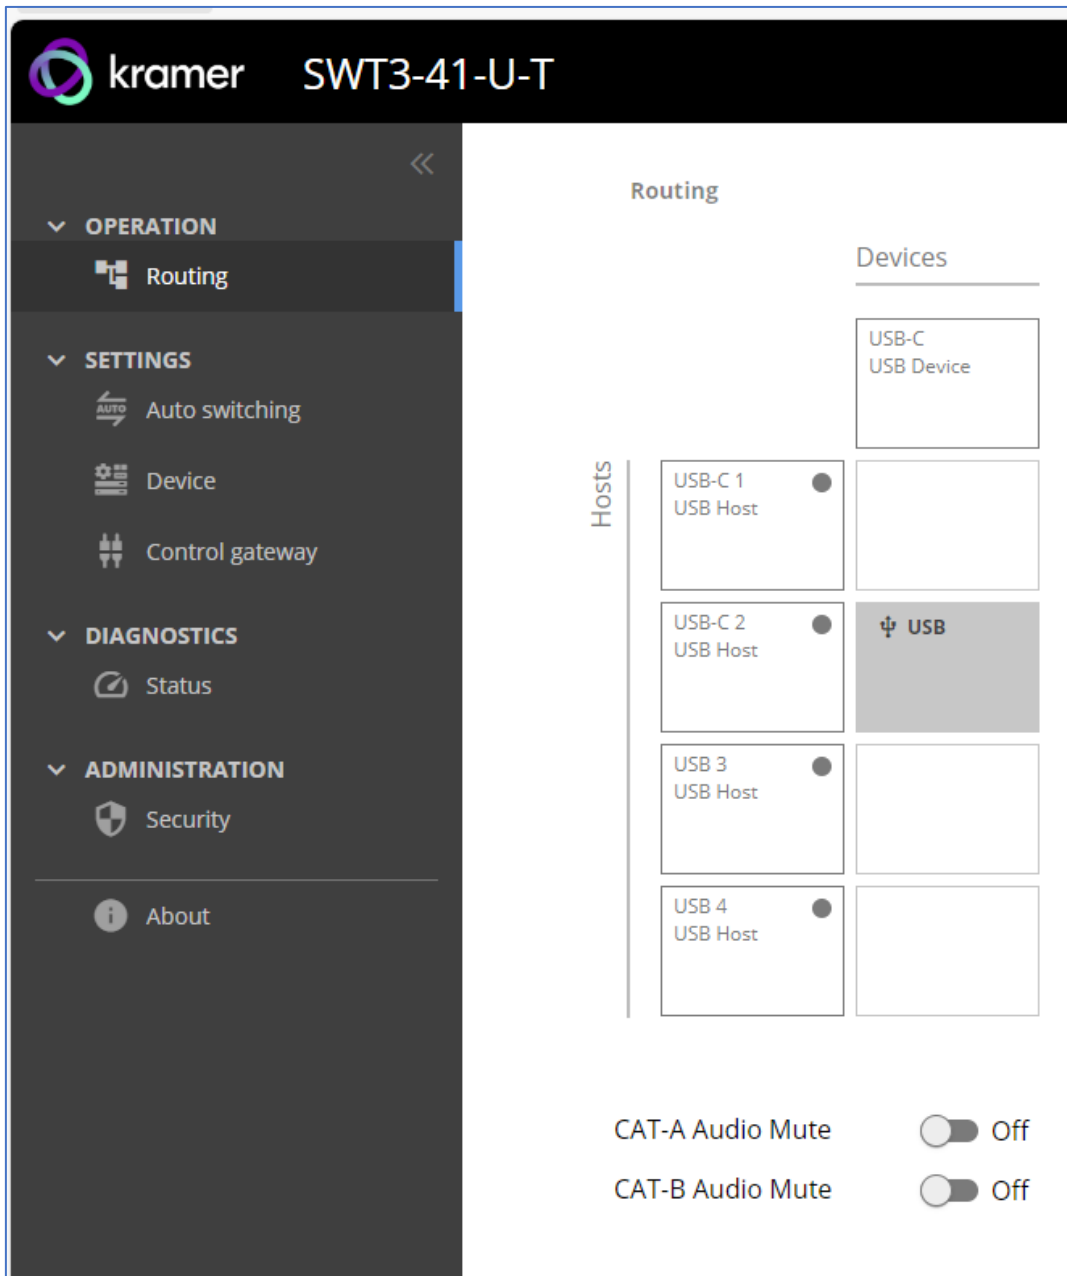 kramer SWT3-41-U-T
OPERATION
Routing
SETTINGS
AUTO
Auto switching
Device
Control gateway
DIAGNOSTICS
Status
ADMINISTRATION
Security
i
About
Routing
Devices
USB-C
USB Device
Hosts
USB-C 1
USB Host
USB-C 2
USB Host
USB
USB 3
USB Host
USB 4
USB Host
CAT-A Audio Mute Off
CAT-B Audio Mute Off